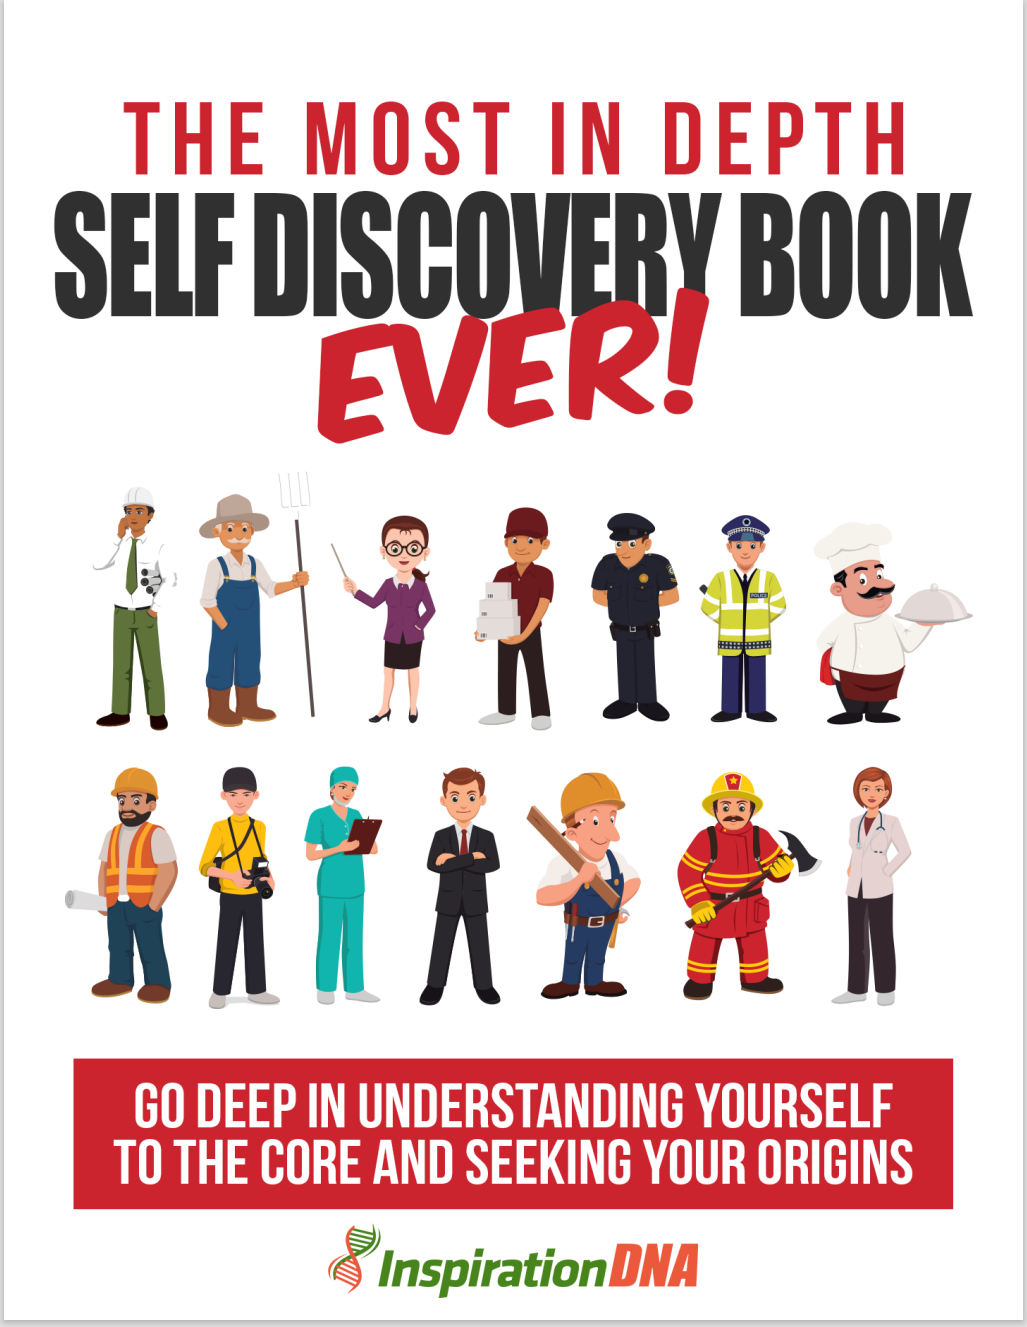 THE MOST IN DEPTH
SELF DISCOVERY BOOK
EVER!
POLICE
GO DEEP IN UNDERSTANDING YOURSELF
TO THE CORE AND SEEKING YOUR ORIGINS
InspirationDNA